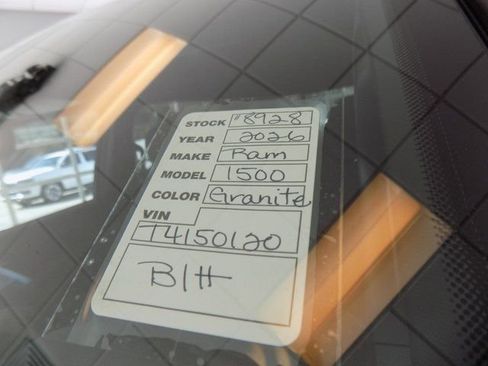 STOCK #8928
YEAR 2026
MAKE Ram
MODEL 1500
COLOR Granite
VIN
T4150120
BIH